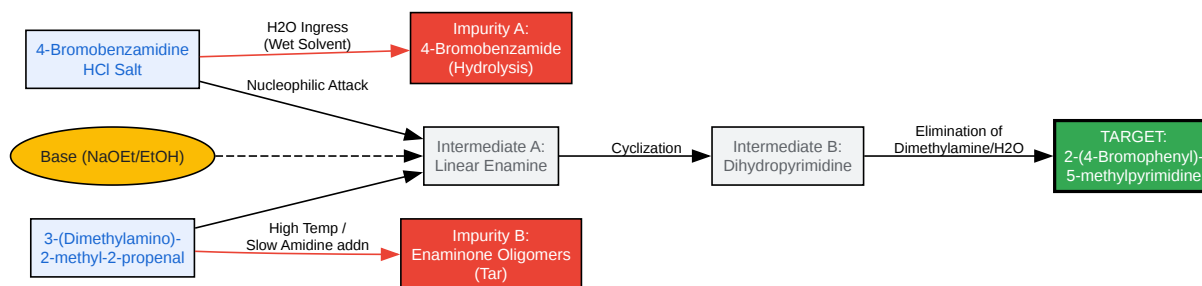 4-Bromobenzamidine
HCl Salt
H2O Ingress
(Wet Solvent)
Impurity A:
4-Bromobenzamide
(Hydrolysis)
Nucleophilic Attack
Base (NaOEt/EtOH)
Intermediate A:
Linear Enamine
Cyclization
Intermediate B:
Dihydropyrimidine
Elimination of
Dimethylamine/H2O
TARGET:
2-(4-Bromophenyl)-
5-methylpyrimidine
3-(Dimethylamino)-
2-methyl-2-propenal
High Temp /
Slow Amidine addn
Impurity B:
Enaminone Oligomers
(Tar)